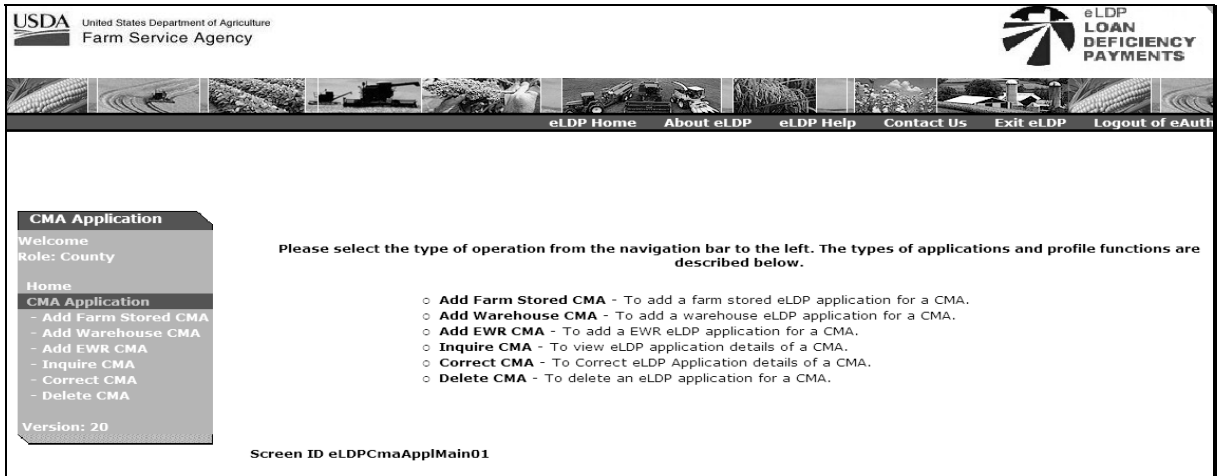 USDA United States Department of Agriculture
Farm Service Agency
eLDP
LOAN
DEFICIENCY
PAYMENTS
eLDP Home About eLDP eLDP Help Contact Us Exit eLDP Logout of eAuth
CMA Application
Welcome
Role: County
Home
CMA Application
- Add Farm Stored CMA
- Add Warehouse CMA
- Add EWR CMA
- Inquire CMA
- Correct CMA
- Delete CMA
Version: 20
Please select the type of operation from the navigation bar to the left. The types of applications and profile functions are
described below.
○ Add Farm Stored CMA - To add a farm stored eLDP application for a CMA.
○ Add Warehouse CMA - To add a warehouse eLDP application for a CMA.
○ Add EWR CMA - To add a EWR eLDP application for a CMA.
○ Inquire CMA - To view eLDP application details of a CMA.
○ Correct CMA - To Correct eLDP Application details of a CMA.
○ Delete CMA - To delete an eLDP application for a CMA.
Screen ID eLDPCmaApplMain01